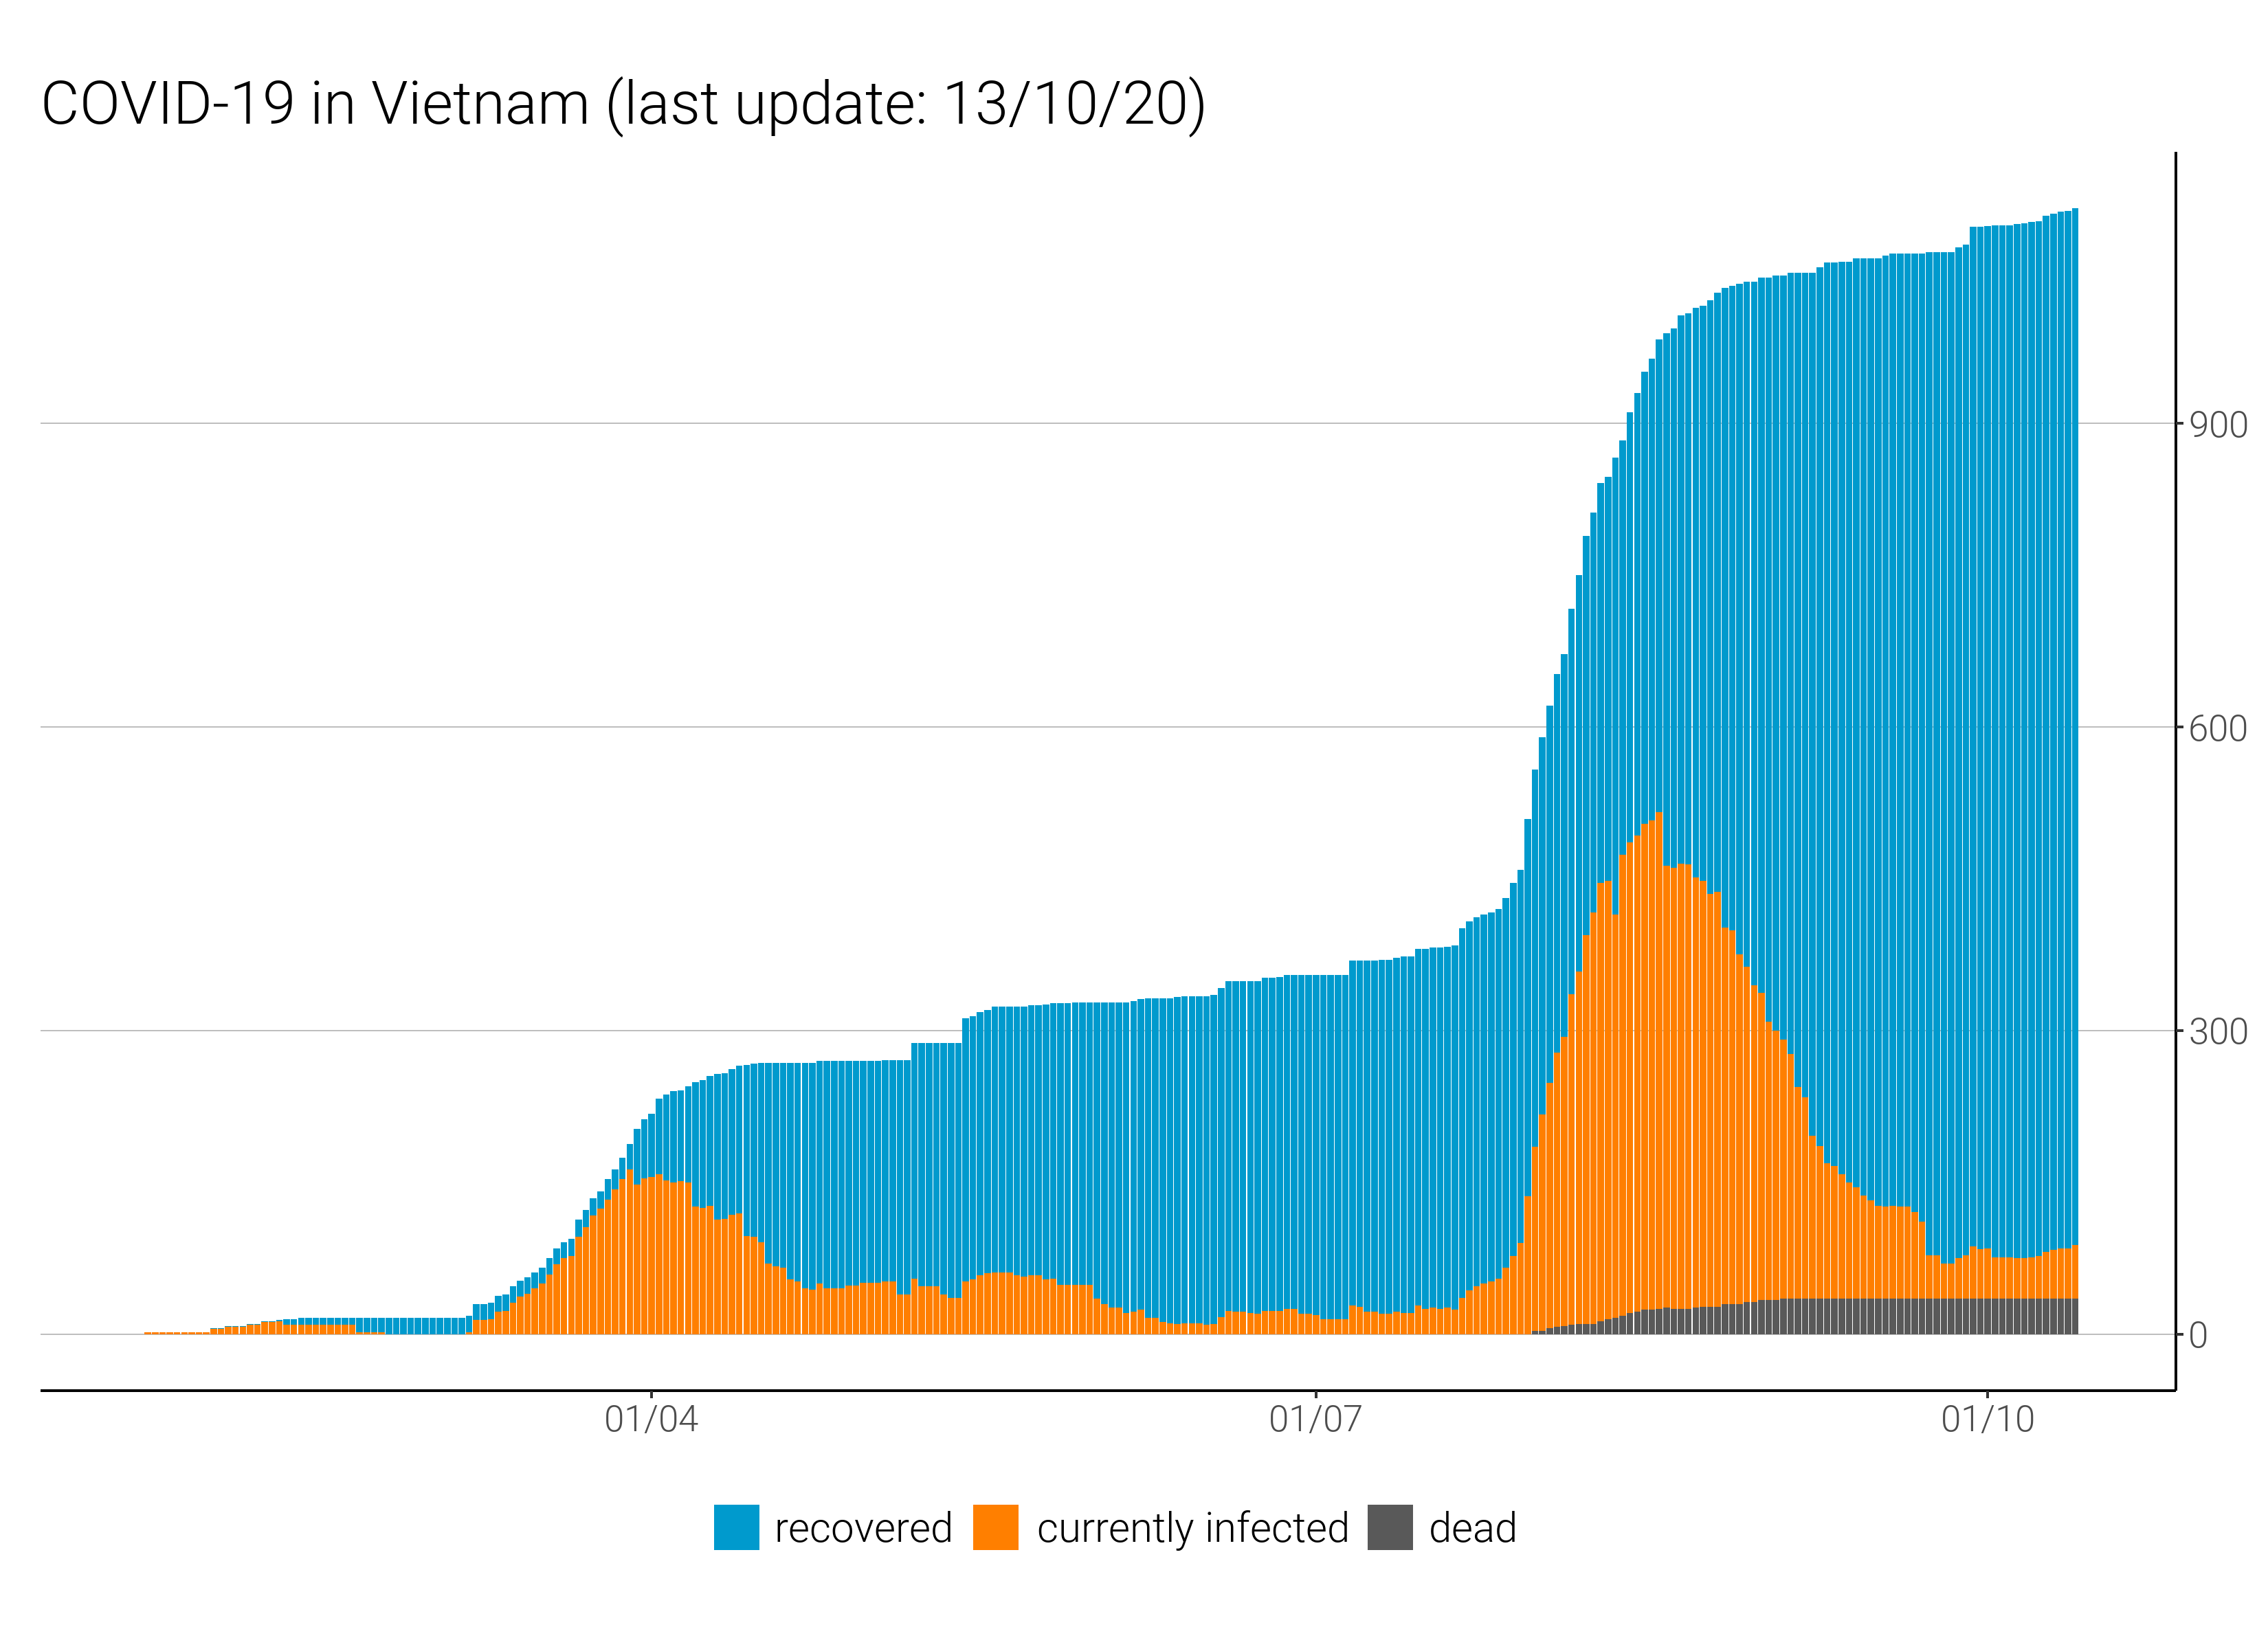 COVID-19 in Vietnam (last update: 13/10/20)
900
600
300
0
01/04 01/07 01/10
recovered currently infected dead